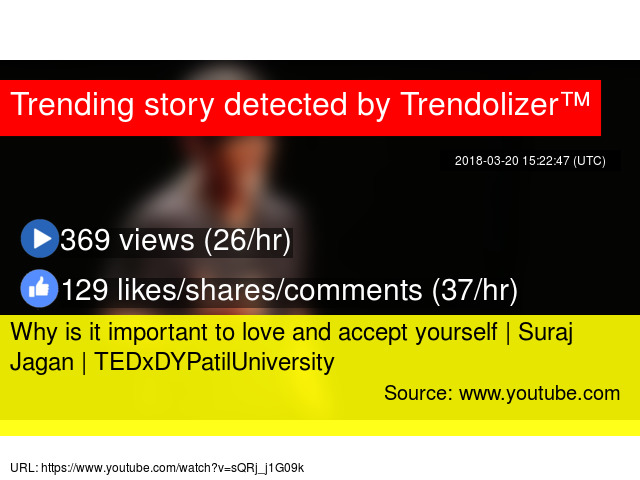 Trending story detected by Trendolizer™
2018-03-20 15:22:47 (UTC)
369 views (26/hr)
129 likes/shares/comments (37/hr)
Why is it important to love and accept yourself | Suraj
Jagan | TEDxDYPatilUniversity
Source: www.youtube.com
URL: https://www.youtube.com/watch?v=sQRj_j1G09k